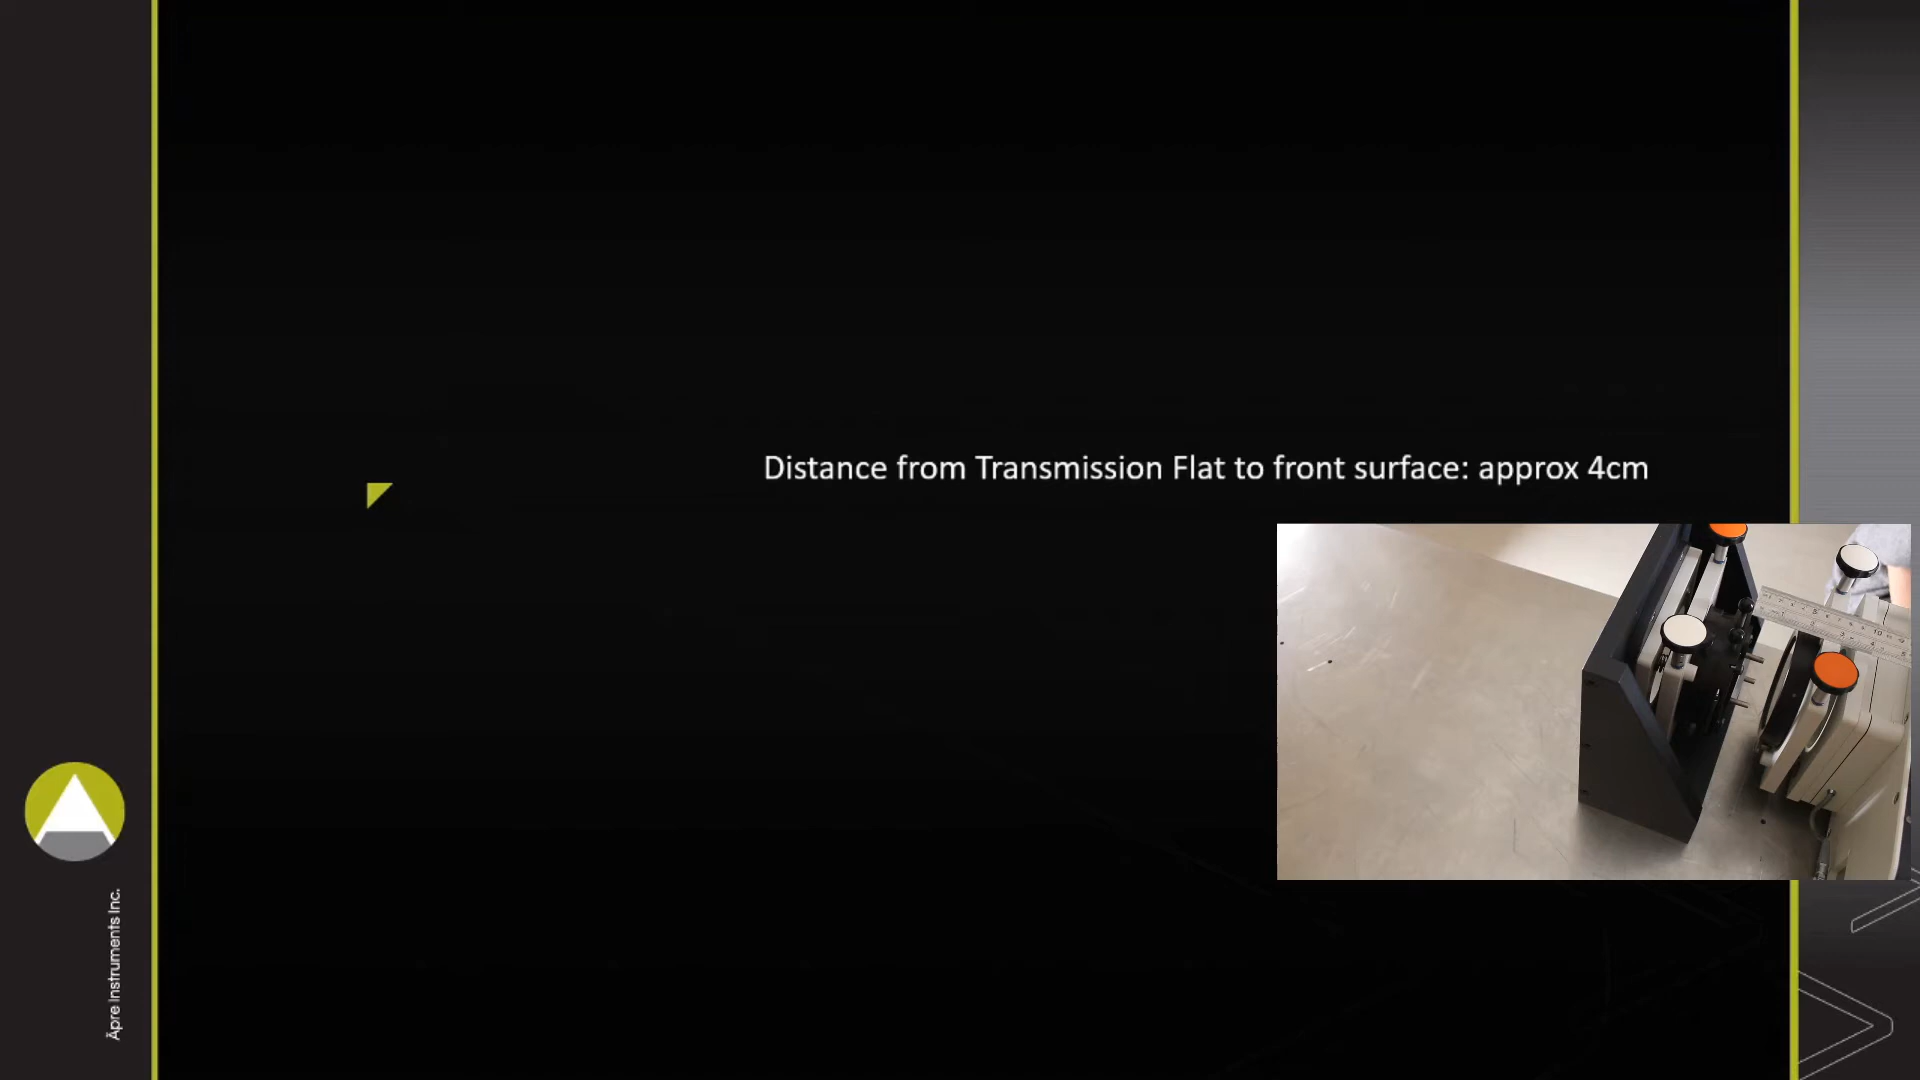 Distance from Transmission Flat to front surface: approx 4cm
Āpre Instruments Inc.